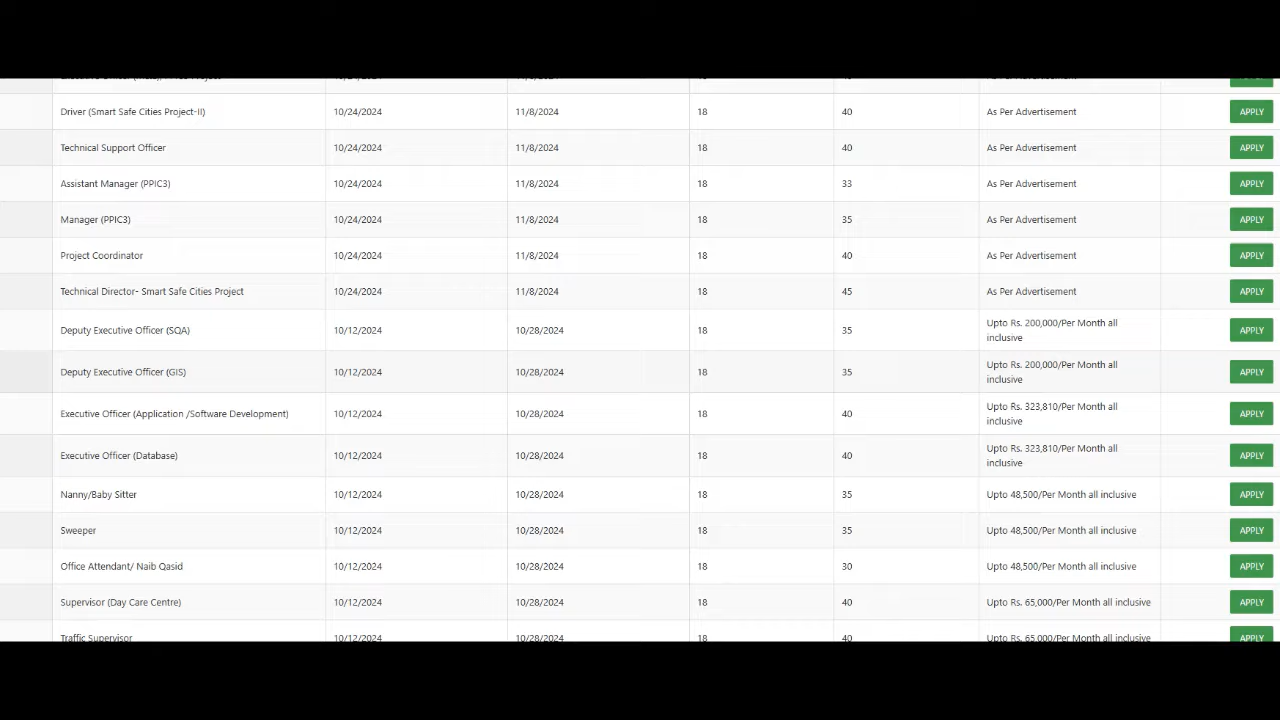 Driver (Smart Safe Cities Project-II) 10/24/2024 11/8/2024 18 40 As Per Advertisement APPLY
Technical Support Officer 10/24/2024 11/8/2024 18 40 As Per Advertisement APPLY
Assistant Manager (PPIC3) 10/24/2024 11/8/2024 18 33 As Per Advertisement APPLY
Manager (PPIC3) 10/24/2024 11/8/2024 18 35 As Per Advertisement APPLY
Project Coordinator 10/24/2024 11/8/2024 18 40 As Per Advertisement APPLY
Technical Director- Smart Safe Cities Project 10/24/2024 11/8/2024 18 45 As Per Advertisement APPLY
Deputy Executive Officer (SQA) 10/12/2024 10/28/2024 18 35 Upto Rs. 200,000/Per Month all
inclusive APPLY
Deputy Executive Officer (GIS) 10/12/2024 10/28/2024 18 35 Upto Rs. 200,000/Per Month all
inclusive APPLY
Executive Officer (Application /Software Development) 10/12/2024 10/28/2024 18 40 Upto Rs. 323,810/Per Month all
inclusive APPLY
Executive Officer (Database) 10/12/2024 10/28/2024 18 40 Upto Rs. 323,810/Per Month all
inclusive APPLY
Nanny/Baby Sitter 10/12/2024 10/28/2024 18 35 Upto 48,500/Per Month all inclusive APPLY
Sweeper 10/12/2024 10/28/2024 18 35 Upto 48,500/Per Month all inclusive APPLY
Office Attendant/ Naib Qasid 10/12/2024 10/28/2024 18 30 Upto 48,500/Per Month all inclusive APPLY
Supervisor (Day Care Centre) 10/12/2024 10/28/2024 18 40 Upto Rs. 65,000/Per Month all inclusive APPLY
Traffic Supervisor 10/12/2024 10/28/2024 18 40 Upto Rs. 65,000/Per Month all inclusive APPLY